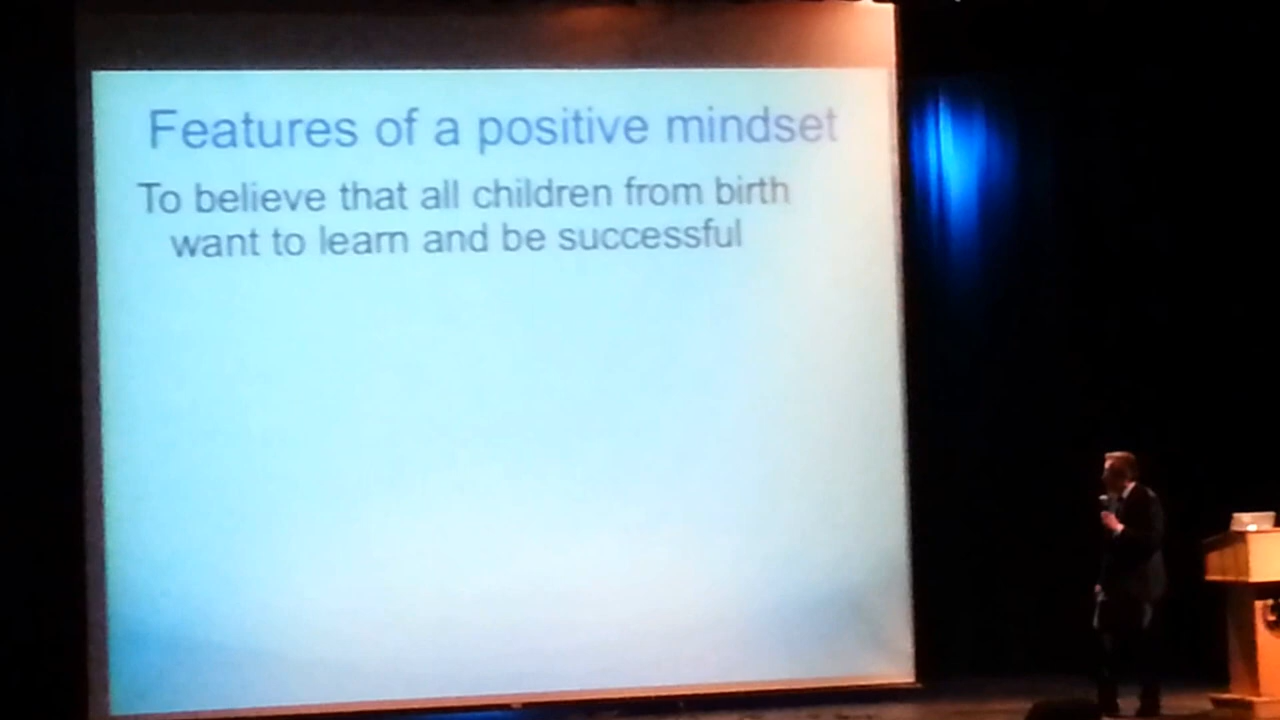 Features of a positive mindset
To believe that all children from birth
want to learn and be successful